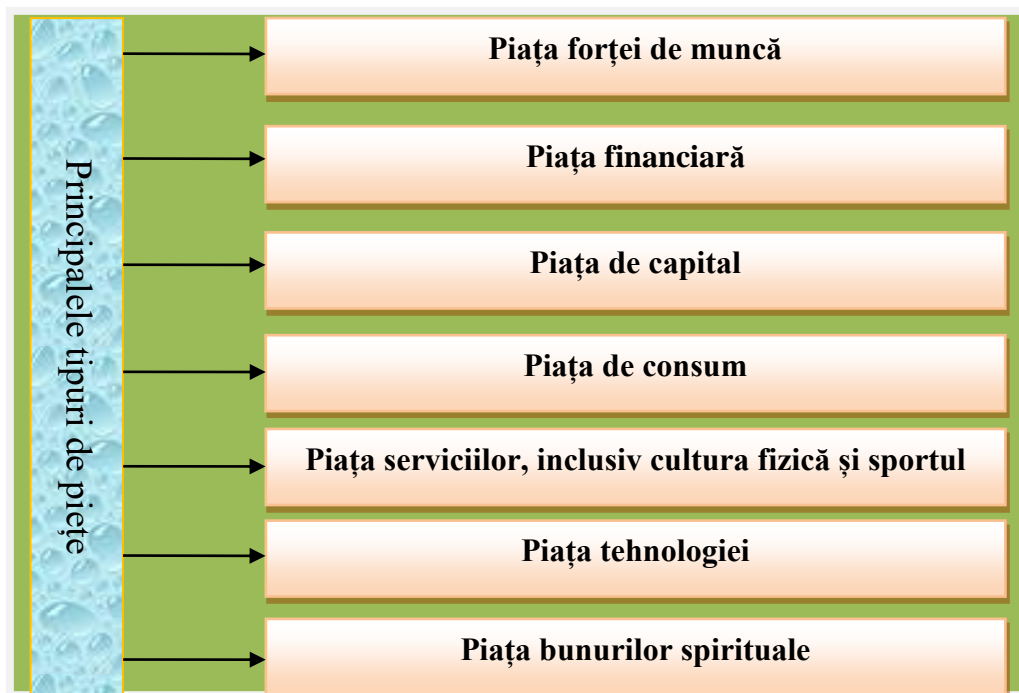 Principalele tipuri de piețe
Piața forței de muncă
Piața financiară
Piața de capital
Piața de consum
Piața serviciilor, inclusiv cultura fizică și sportul
Piața tehnologiei
Piața bunurilor spirituale